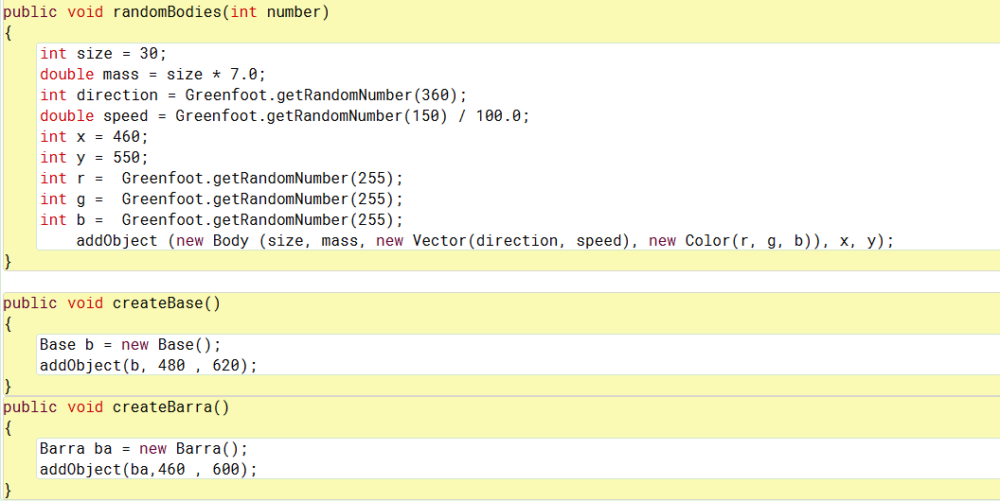 public void randomBodies(int number)
{
int size = 30;
double mass = size * 7.0;
int direction = Greenfoot.getRandomNumber(360);
double speed = Greenfoot.getRandomNumber(150) / 100.0;
int x = 460;
int y = 550;
int r =  Greenfoot.getRandomNumber(255);
int g =  Greenfoot.getRandomNumber(255);
int b =  Greenfoot.getRandomNumber(255);
addObject (new Body (size, mass, new Vector(direction, speed), new Color(r, g, b)), x, y);
}
public void createBase()
{
Base b = new Base();
addObject(b, 480 , 620);
}
public void createBarra()
{
Barra ba = new Barra();
addObject(ba,460 , 600);
}